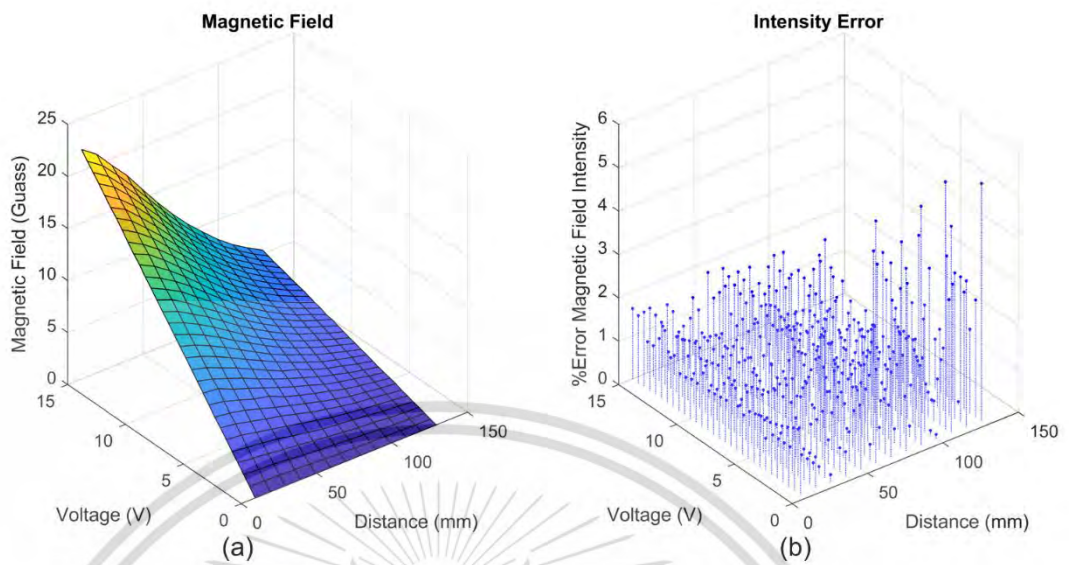 Magnetic Field
Magnetic Field (Guass)
25
20
15
10
5
0
15
10
5
0
Voltage (V)
0
50
100
150
Distance (mm)
(a)
Intensity Error
%Error Magnetic Field Intensity
6
5
4
3
2
1
0
15
10
5
0
Voltage (V)
0
50
100
150
Distance (mm)
(b)